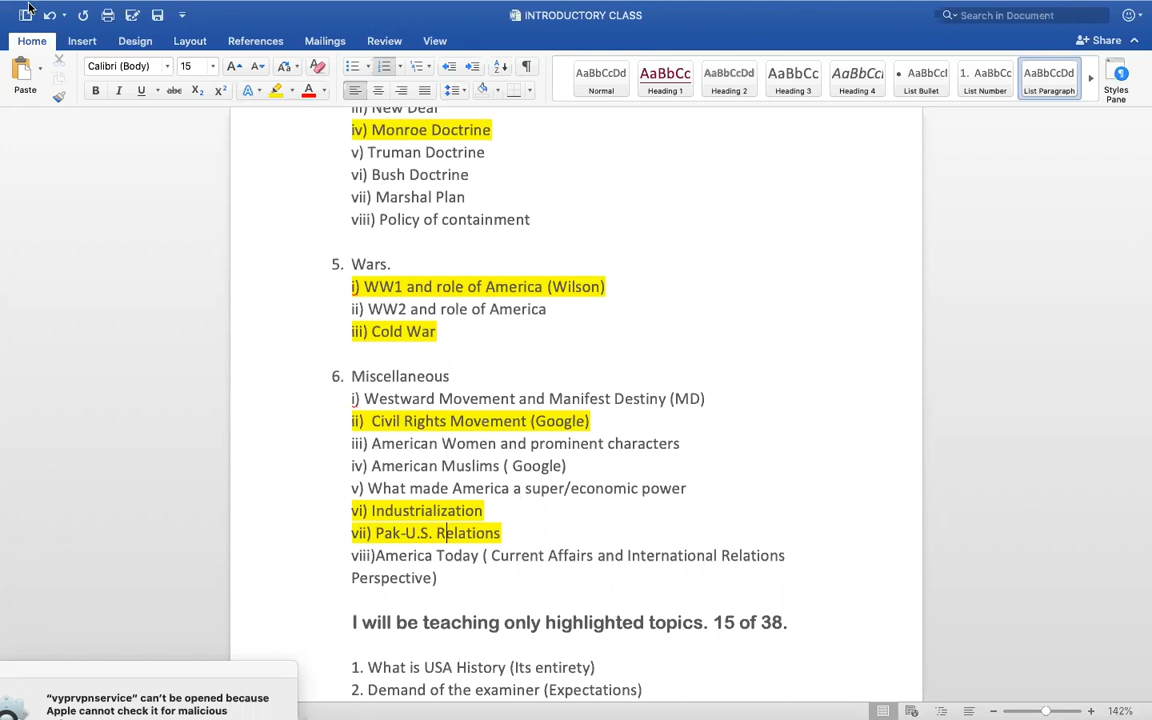 INTRODUCTORY CLASS
Search in Document
Home Insert Design Layout References Mailings Review View
Share
Paste
Calibri (Body) 15
AaBbCcDd AaBbCc AaBbCcDd AaBbCc AaBbCcI AaBbCcI AaBbCc AaBbCcDd
Normal Heading 1 Heading 2 Heading 3 Heading 4 List Bullet List Number List Paragraph
Styles Pane
iii) New Deal
iv) Monroe Doctrine
v) Truman Doctrine
vi) Bush Doctrine
vii) Marshal Plan
viii) Policy of containment
5. Wars.
i) WW1 and role of America (Wilson)
ii) WW2 and role of America
iii) Cold War
6. Miscellaneous
i) Westward Movement and Manifest Destiny (MD)
ii) Civil Rights Movement (Google)
iii) American Women and prominent characters
iv) American Muslims ( Google)
v) What made America a super/economic power
vi) Industrialization
vii) Pak-U.S. Relations
viii)America Today ( Current Affairs and International Relations
Perspective)
I will be teaching only highlighted topics. 15 of 38.
1. What is USA History (Its entirety)
2. Demand of the examiner (Expectations)
"vyprvpnservice" can't be opened because
Apple cannot check it for malicious
142%